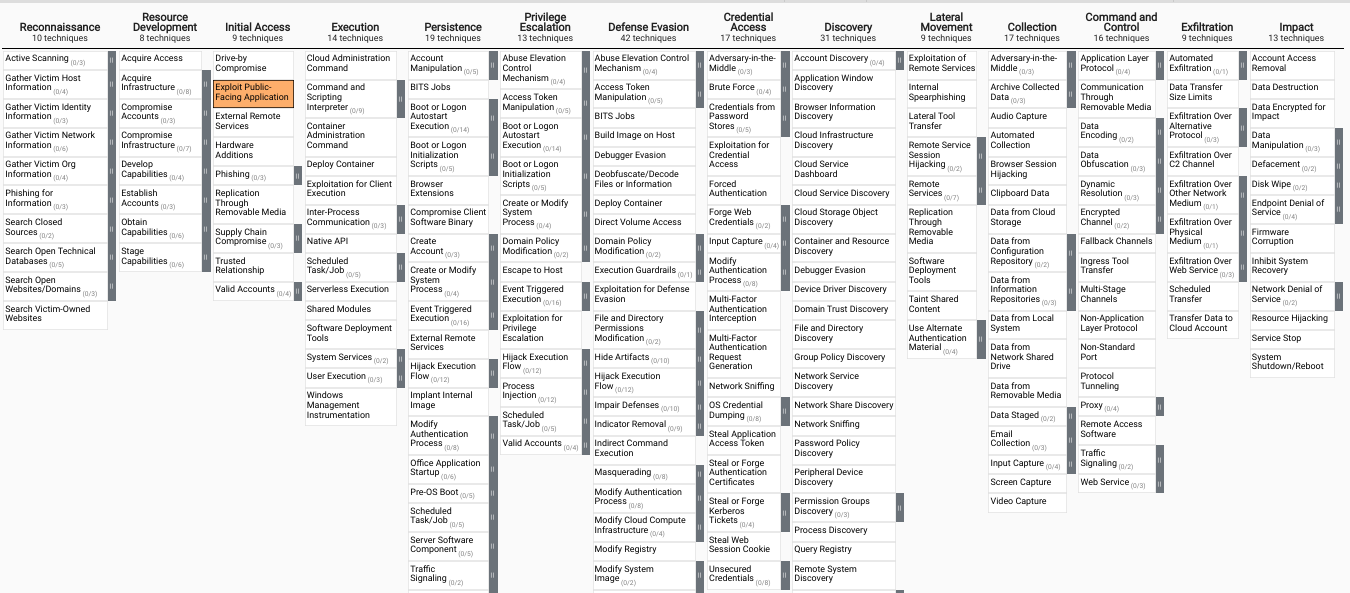 Reconnaissance
10 techniques
Active Scanning (0/3)
Gather Victim Host
Information (0/4)
Gather Victim Identity
Information (0/3)
Gather Victim Network
Information (0/6)
Gather Victim Org
Information (0/4)
Phishing for
Information (0/3)
Search Closed
Sources (0/2)
Search Open Technical
Databases (0/5)
Search Open
Websites/Domains (0/3)
Search Victim-Owned
Websites
Resource
Development
8 techniques
Acquire Access
Acquire
Infrastructure (0/8)
Compromise
Accounts (0/3)
Compromise
Infrastructure (0/7)
Develop
Capabilities (0/4)
Establish
Accounts (0/3)
Obtain
Capabilities (0/6)
Stage
Capabilities (0/6)
Initial Access
9 techniques
Drive-by
Compromise
Exploit Public-
Facing Application
External Remote
Services
Hardware
Additions
Phishing (0/3)
Replication
Through
Removable Media
Supply Chain
Compromise (0/3)
Trusted
Relationship
Valid Accounts (0/4)
Execution
14 techniques
Cloud Administration
Command
Command and
Scripting
Interpreter (0/9)
Container
Administration
Command
Deploy Container
Exploitation for Client
Execution
Inter-Process
Communication (0/3)
Native API
Scheduled
Task/Job (0/5)
Serverless Execution
Shared Modules
Software Deployment
Tools
System Services (0/2)
User Execution (0/3)
Windows
Management
Instrumentation
Persistence
19 techniques
Account
Manipulation (0/5)
BITS Jobs
Boot or Logon
Autostart
Execution (0/14)
Boot or Logon
Initialization
Scripts (0/5)
Browser
Extensions
Compromise Client
Software Binary
Create
Account (0/3)
Create or Modify
System
Process (0/4)
Event Triggered
Execution (0/16)
External Remote
Services
Hijack Execution
Flow (0/12)
Implant Internal
Image
Modify
Authentication
Process (0/8)
Office Application
Startup (0/6)
Pre-OS Boot (0/5)
Scheduled
Task/Job (0/5)
Server Software
Component (0/5)
Traffic
Signaling (0/2)
Privilege
Escalation
13 techniques
Abuse Elevation
Control
Mechanism (0/4)
Access Token
Manipulation (0/5)
Boot or Logon
Autostart
Execution (0/14)
Boot or Logon
Initialization
Scripts (0/5)
Create or Modify
System
Process (0/4)
Domain Policy
Modification (0/2)
Escape to Host
Event Triggered
Execution (0/16)
Exploitation for
Privilege
Escalation
Hijack Execution
Flow (0/12)
Process
Injection (0/12)
Scheduled
Task/Job (0/5)
Valid Accounts (0/4)
Defense Evasion
42 techniques
Abuse Elevation Control
Mechanism (0/4)
Access Token
Manipulation (0/5)
BITS Jobs
Build Image on Host
Debugger Evasion
Deobfuscate/Decode
Files or Information
Deploy Container
Direct Volume Access
Domain Policy
Modification (0/2)
Execution Guardrails (0/1)
Exploitation for Defense
Evasion
File and Directory
Permissions
Modification (0/2)
Hide Artifacts (0/10)
Hijack Execution
Flow (0/12)
Impair Defenses (0/10)
Indicator Removal (0/9)
Indirect Command
Execution
Masquerading (0/8)
Modify Authentication
Process (0/8)
Modify Cloud Compute
Infrastructure (0/4)
Modify Registry
Modify System
Image (0/2)
Credential
Access
17 techniques
Adversary-in-the-
Middle (0/3)
Brute Force (0/4)
Credentials from
Password
Stores (0/5)
Exploitation for
Credential
Access
Forced
Authentication
Forge Web
Credentials (0/2)
Input Capture (0/4)
Modify
Authentication
Process (0/8)
Multi-Factor
Authentication
Interception
Multi-Factor
Authentication
Request
Generation
Network Sniffing
OS Credential
Dumping (0/8)
Steal Application
Access Token
Steal or Forge
Authentication
Certificates
Steal or Forge
Kerberos
Tickets (0/4)
Steal Web
Session Cookie
Unsecured
Credentials (0/8)
Discovery
31 techniques
Account Discovery (0/4)
Application Window
Discovery
Browser Information
Discovery
Cloud Infrastructure
Discovery
Cloud Service
Dashboard
Cloud Service Discovery
Cloud Storage Object
Discovery
Container and Resource
Discovery
Debugger Evasion
Device Driver Discovery
Domain Trust Discovery
File and Directory
Discovery
Group Policy Discovery
Network Service
Discovery
Network Share Discovery
Network Sniffing
Password Policy
Discovery
Peripheral Device
Discovery
Permission Groups
Discovery (0/3)
Process Discovery
Query Registry
Remote System
Discovery
Lateral
Movement
9 techniques
Exploitation of
Remote Services
Internal
Spearphishing
Lateral Tool
Transfer
Remote Service
Session
Hijacking (0/2)
Remote
Services (0/7)
Replication
Through
Removable
Media
Software
Deployment
Tools
Taint Shared
Content
Use Alternate
Authentication
Material (0/4)
Collection
17 techniques
Adversary-in-the-
Middle (0/3)
Archive Collected
Data (0/3)
Audio Capture
Automated
Collection
Browser Session
Hijacking
Clipboard Data
Data from Cloud
Storage
Data from
Configuration
Repository (0/2)
Data from
Information
Repositories (0/3)
Data from Local
System
Data from
Network Shared
Drive
Data from
Removable Media
Data Staged (0/2)
Email
Collection (0/3)
Input Capture (0/4)
Screen Capture
Video Capture
Command and
Control
16 techniques
Application Layer
Protocol (0/4)
Communication
Through
Removable Media
Data
Encoding (0/2)
Data
Obfuscation (0/3)
Dynamic
Resolution (0/3)
Encrypted
Channel (0/2)
Fallback Channels
Ingress Tool
Transfer
Multi-Stage
Channels
Non-Application
Layer Protocol
Non-Standard
Port
Protocol
Tunneling
Proxy (0/4)
Remote Access
Software
Traffic
Signaling (0/2)
Web Service (0/3)
Exfiltration
9 techniques
Automated
Exfiltration (0/1)
Data Transfer
Size Limits
Exfiltration Over
Alternative
Protocol (0/3)
Exfiltration Over
C2 Channel
Exfiltration Over
Other Network
Medium (0/1)
Exfiltration Over
Physical
Medium (0/1)
Exfiltration Over
Web Service (0/3)
Scheduled
Transfer
Transfer Data to
Cloud Account
Impact
13 techniques
Account Access
Removal
Data Destruction
Data Encrypted for
Impact
Data
Manipulation (0/3)
Defacement (0/2)
Disk Wipe (0/2)
Endpoint Denial of
Service (0/4)
Firmware
Corruption
Inhibit System
Recovery
Network Denial of
Service (0/2)
Resource Hijacking
Service Stop
System
Shutdown/Reboot